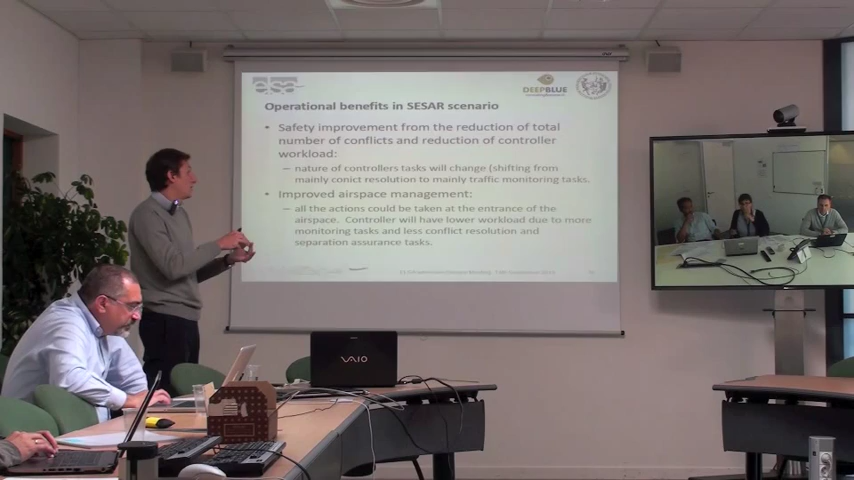 DEEPBLUE
Operational benefits in SESAR scenario
• Safety improvement from the reduction of total
number of conflicts and reduction of controller
workload:
– nature of controllers tasks will change (shifting from
mainly conict resolution to mainly traffic monitoring tasks.
• Improved airspace management:
– all the actions could be taken at the entrance of the
airspace. Controller will have lower workload due to more
monitoring tasks and less conflict resolution and
separation assurance tasks.
VAIO